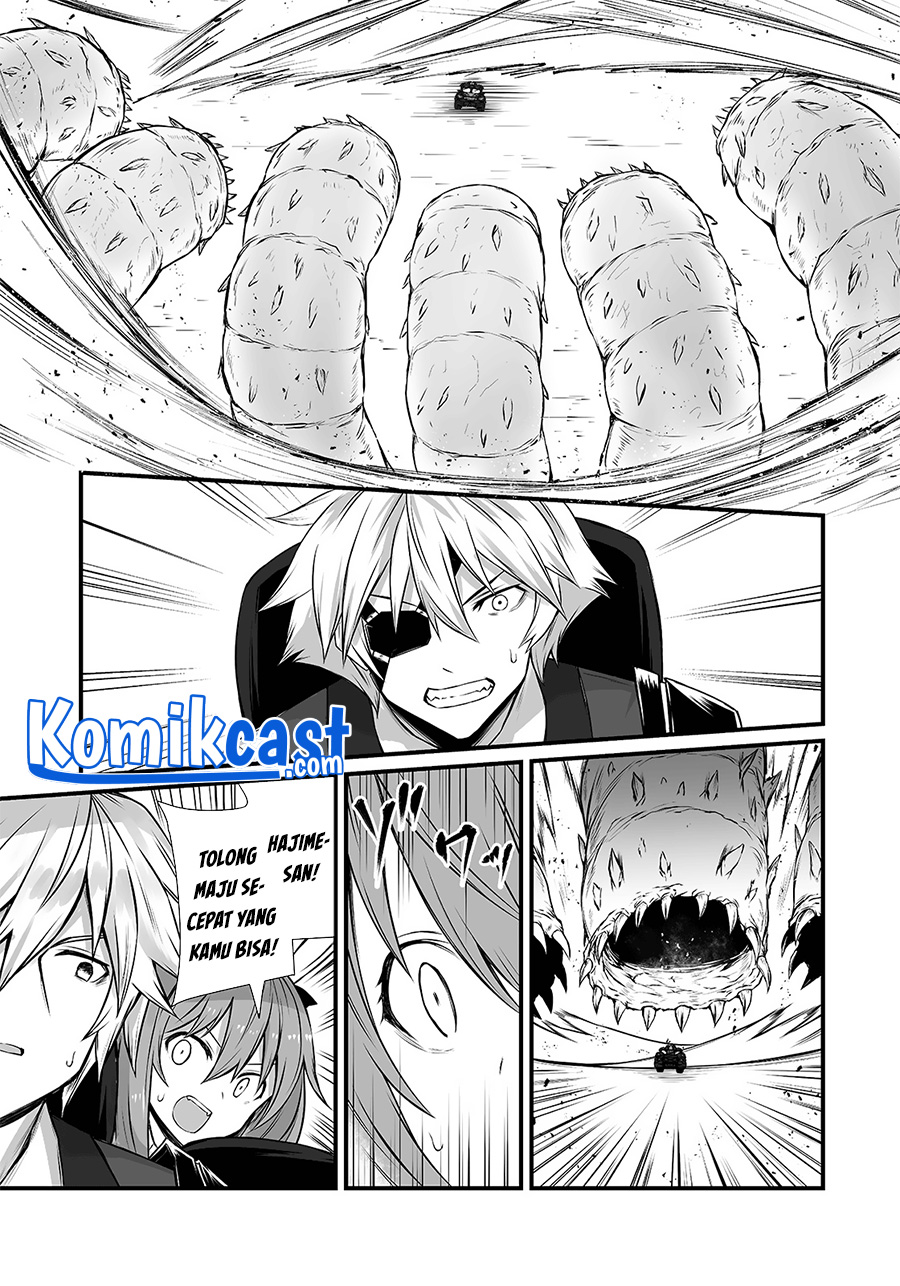 Komikcast
.com
ゾワッ
HAJIME-
SAN!
TOLONG
MAJU SE-
CEPAT YANG
KAMU BISA!